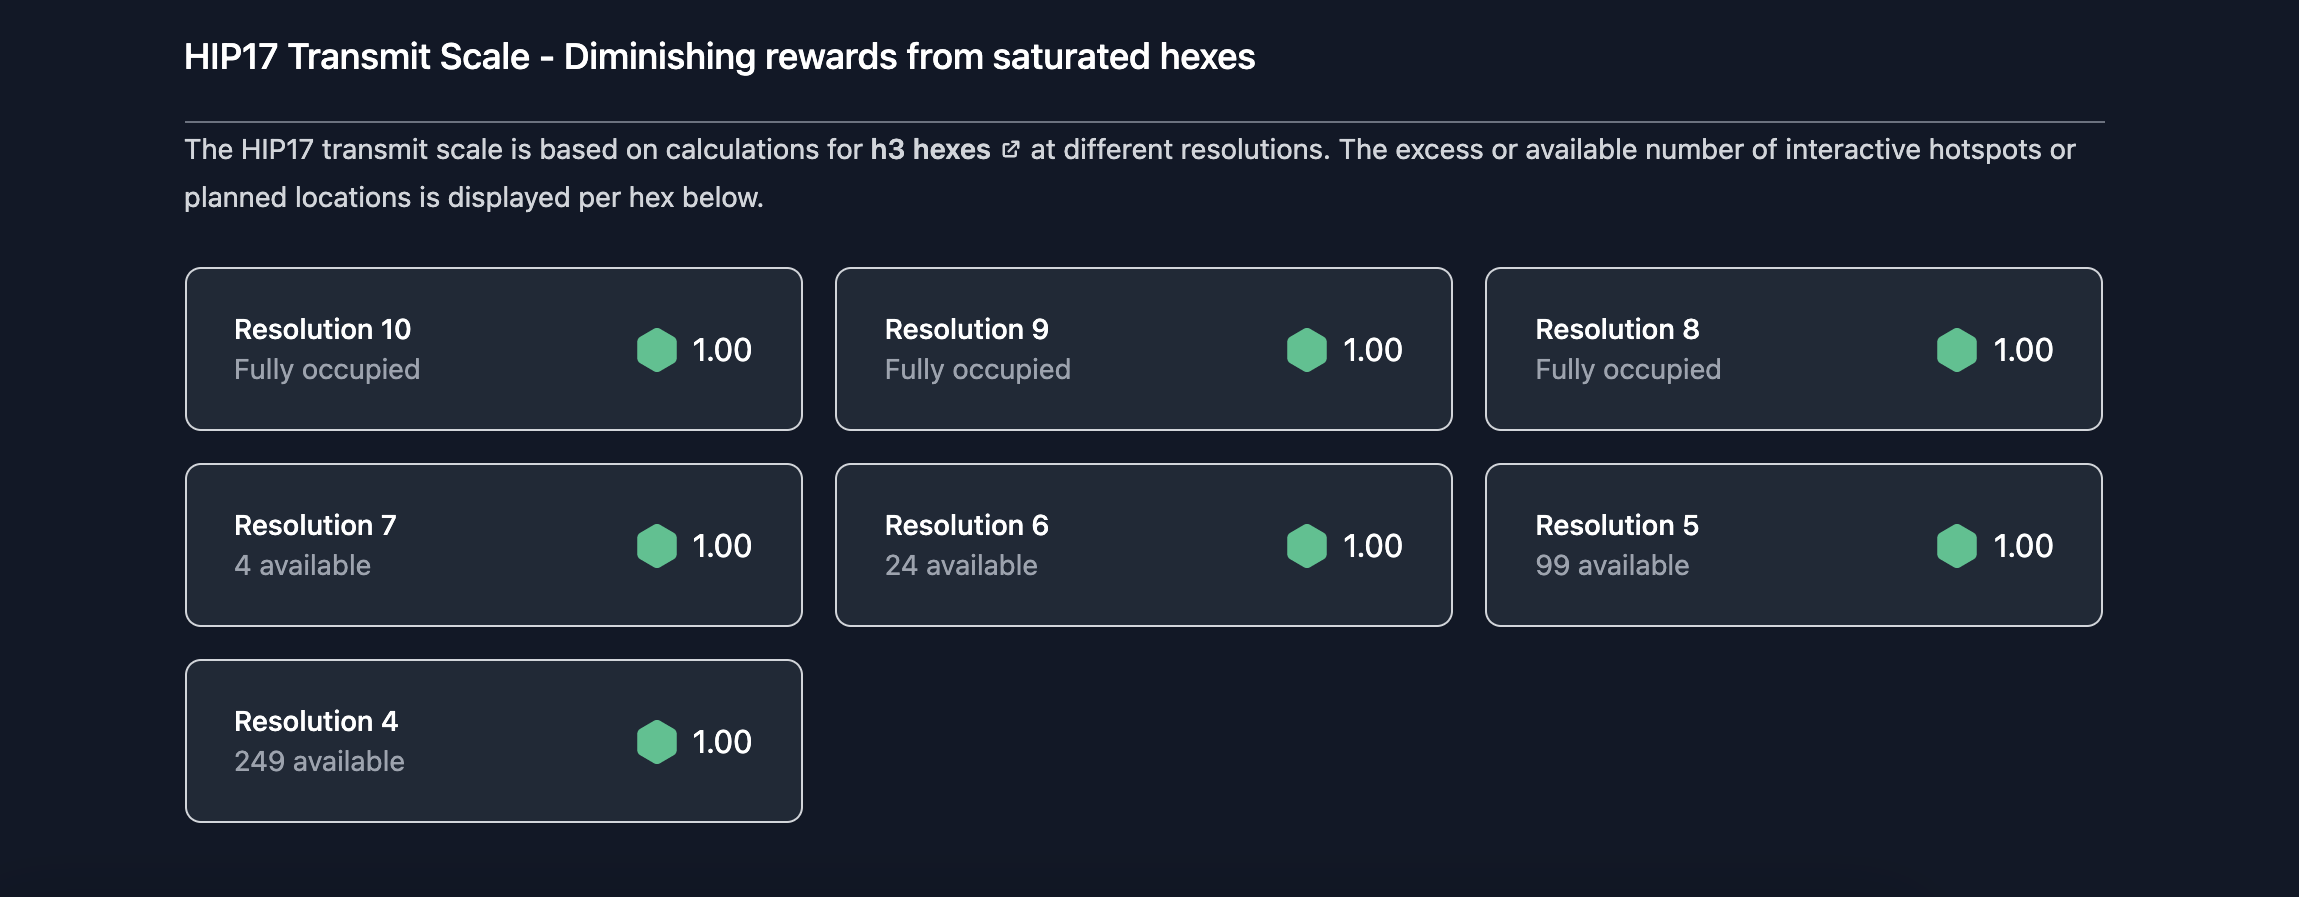 HIP17 Transmit Scale - Diminishing rewards from saturated hexes
The HIP17 transmit scale is based on calculations for h3 hexes at different resolutions. The excess or available number of interactive hotspots or
planned locations is displayed per hex below.
Resolution 10
Fully occupied
1.00
Resolution 9
Fully occupied
1.00
Resolution 8
Fully occupied
1.00
Resolution 7
4 available
1.00
Resolution 6
24 available
1.00
Resolution 5
99 available
1.00
Resolution 4
249 available
1.00